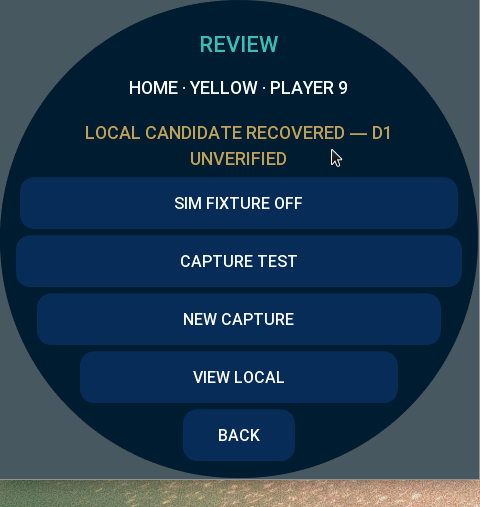 REVIEW
HOME · YELLOW · PLAYER 9
LOCAL CANDIDATE RECOVERED — D1
UNVERIFIED
SIM FIXTURE OFF
CAPTURE TEST
NEW CAPTURE
VIEW LOCAL
BACK